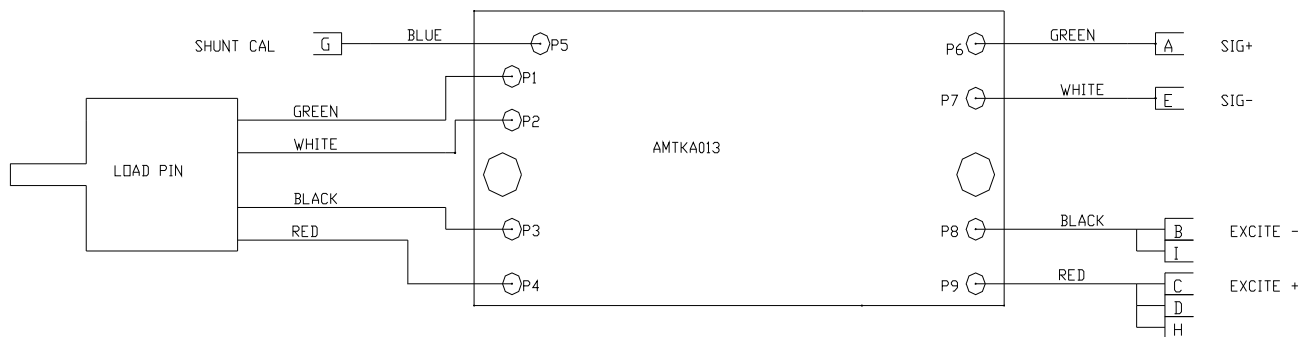 SHUNT CAL G BLUE P5
P1
GREEN
P2
WHITE
LOAD PIN
BLACK
P3
RED
P4
AMTKA013
P6 GREEN A SIG+
P7 WHITE E SIG-
P8 BLACK B EXCITE -
I
P9 RED C EXCITE +
D
H